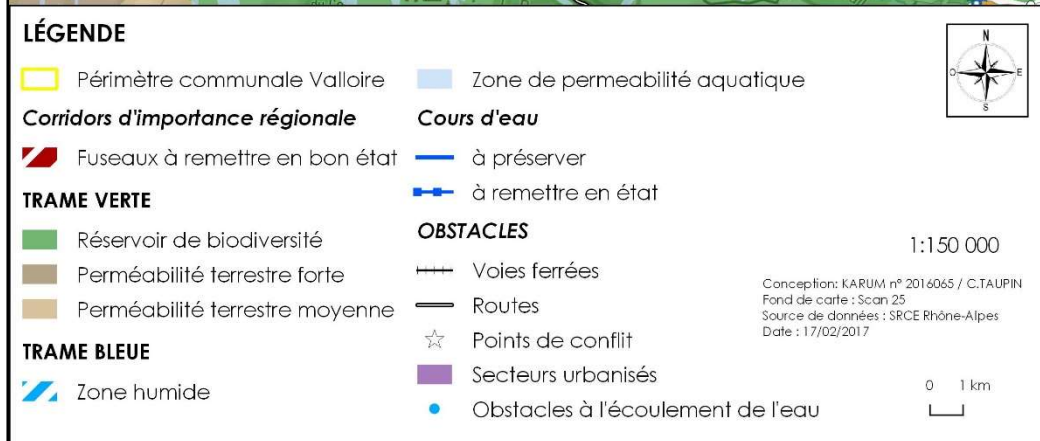 LÉGENDE
Périmètre communale Valloire
Corridors d'importance régionale
Fuseaux à remettre en bon état
TRAME VERTE
Réservoir de biodiversité
Perméabilité terrestre forte
Perméabilité terrestre moyenne
TRAME BLEUE
Zone humide
Zone de permeabilité aquatique
Cours d'eau
à préserver
à remettre en état
OBSTACLES
Voies ferrées
Routes
Points de conflit
Secteurs urbanisés
Obstacles à l'écoulement de l'eau
N
O
E
S
1:150 000
Conception: KARUM n° 2016065 / C.TAUPIN
Fond de carte : Scan 25
Source de données : SRCE Rhône-Alpes
Date : 17/02/2017
0 1 km